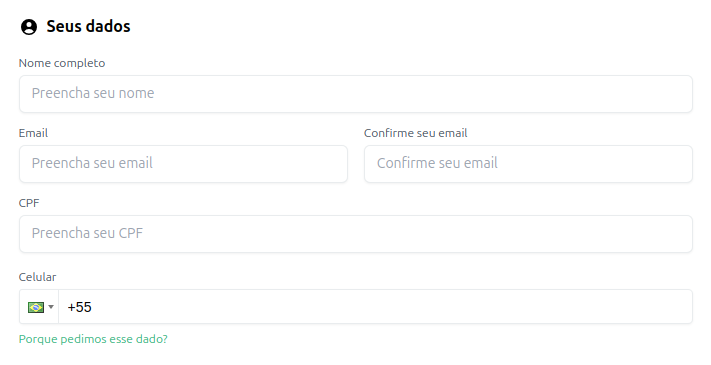 Seus dados
Nome completo
Preencha seu nome
Email
Confirme seu email
Preencha seu email
Confirme seu email
CPF
Preencha seu CPF
Celular
+55
Porque pedimos esse dado?